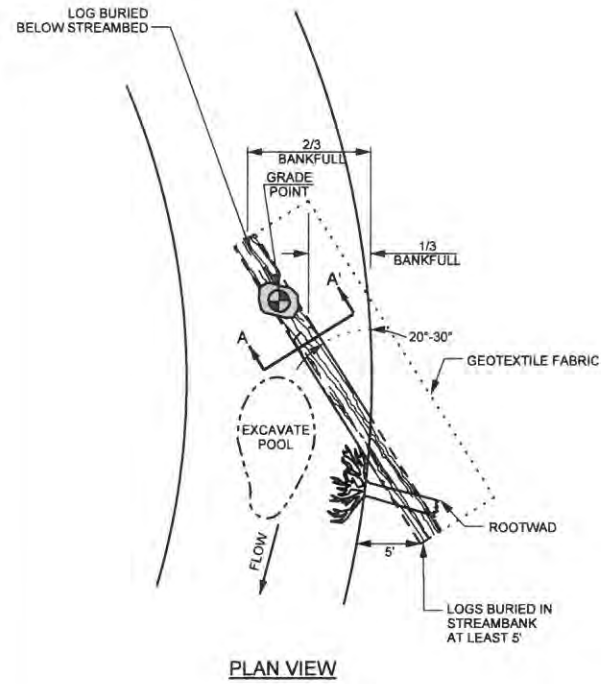 LOG BURIED
BELOW STREAMBED
2/3
BANKFULL
GRADE
POINT
1/3
BANKFULL
A'
A
20°-30°
GEOTEXTILE FABRIC
EXCAVATE
POOL
ROOTWAD
5'
FLOW
LOGS BURIED IN
STREAMBANK
AT LEAST 5'
PLAN VIEW